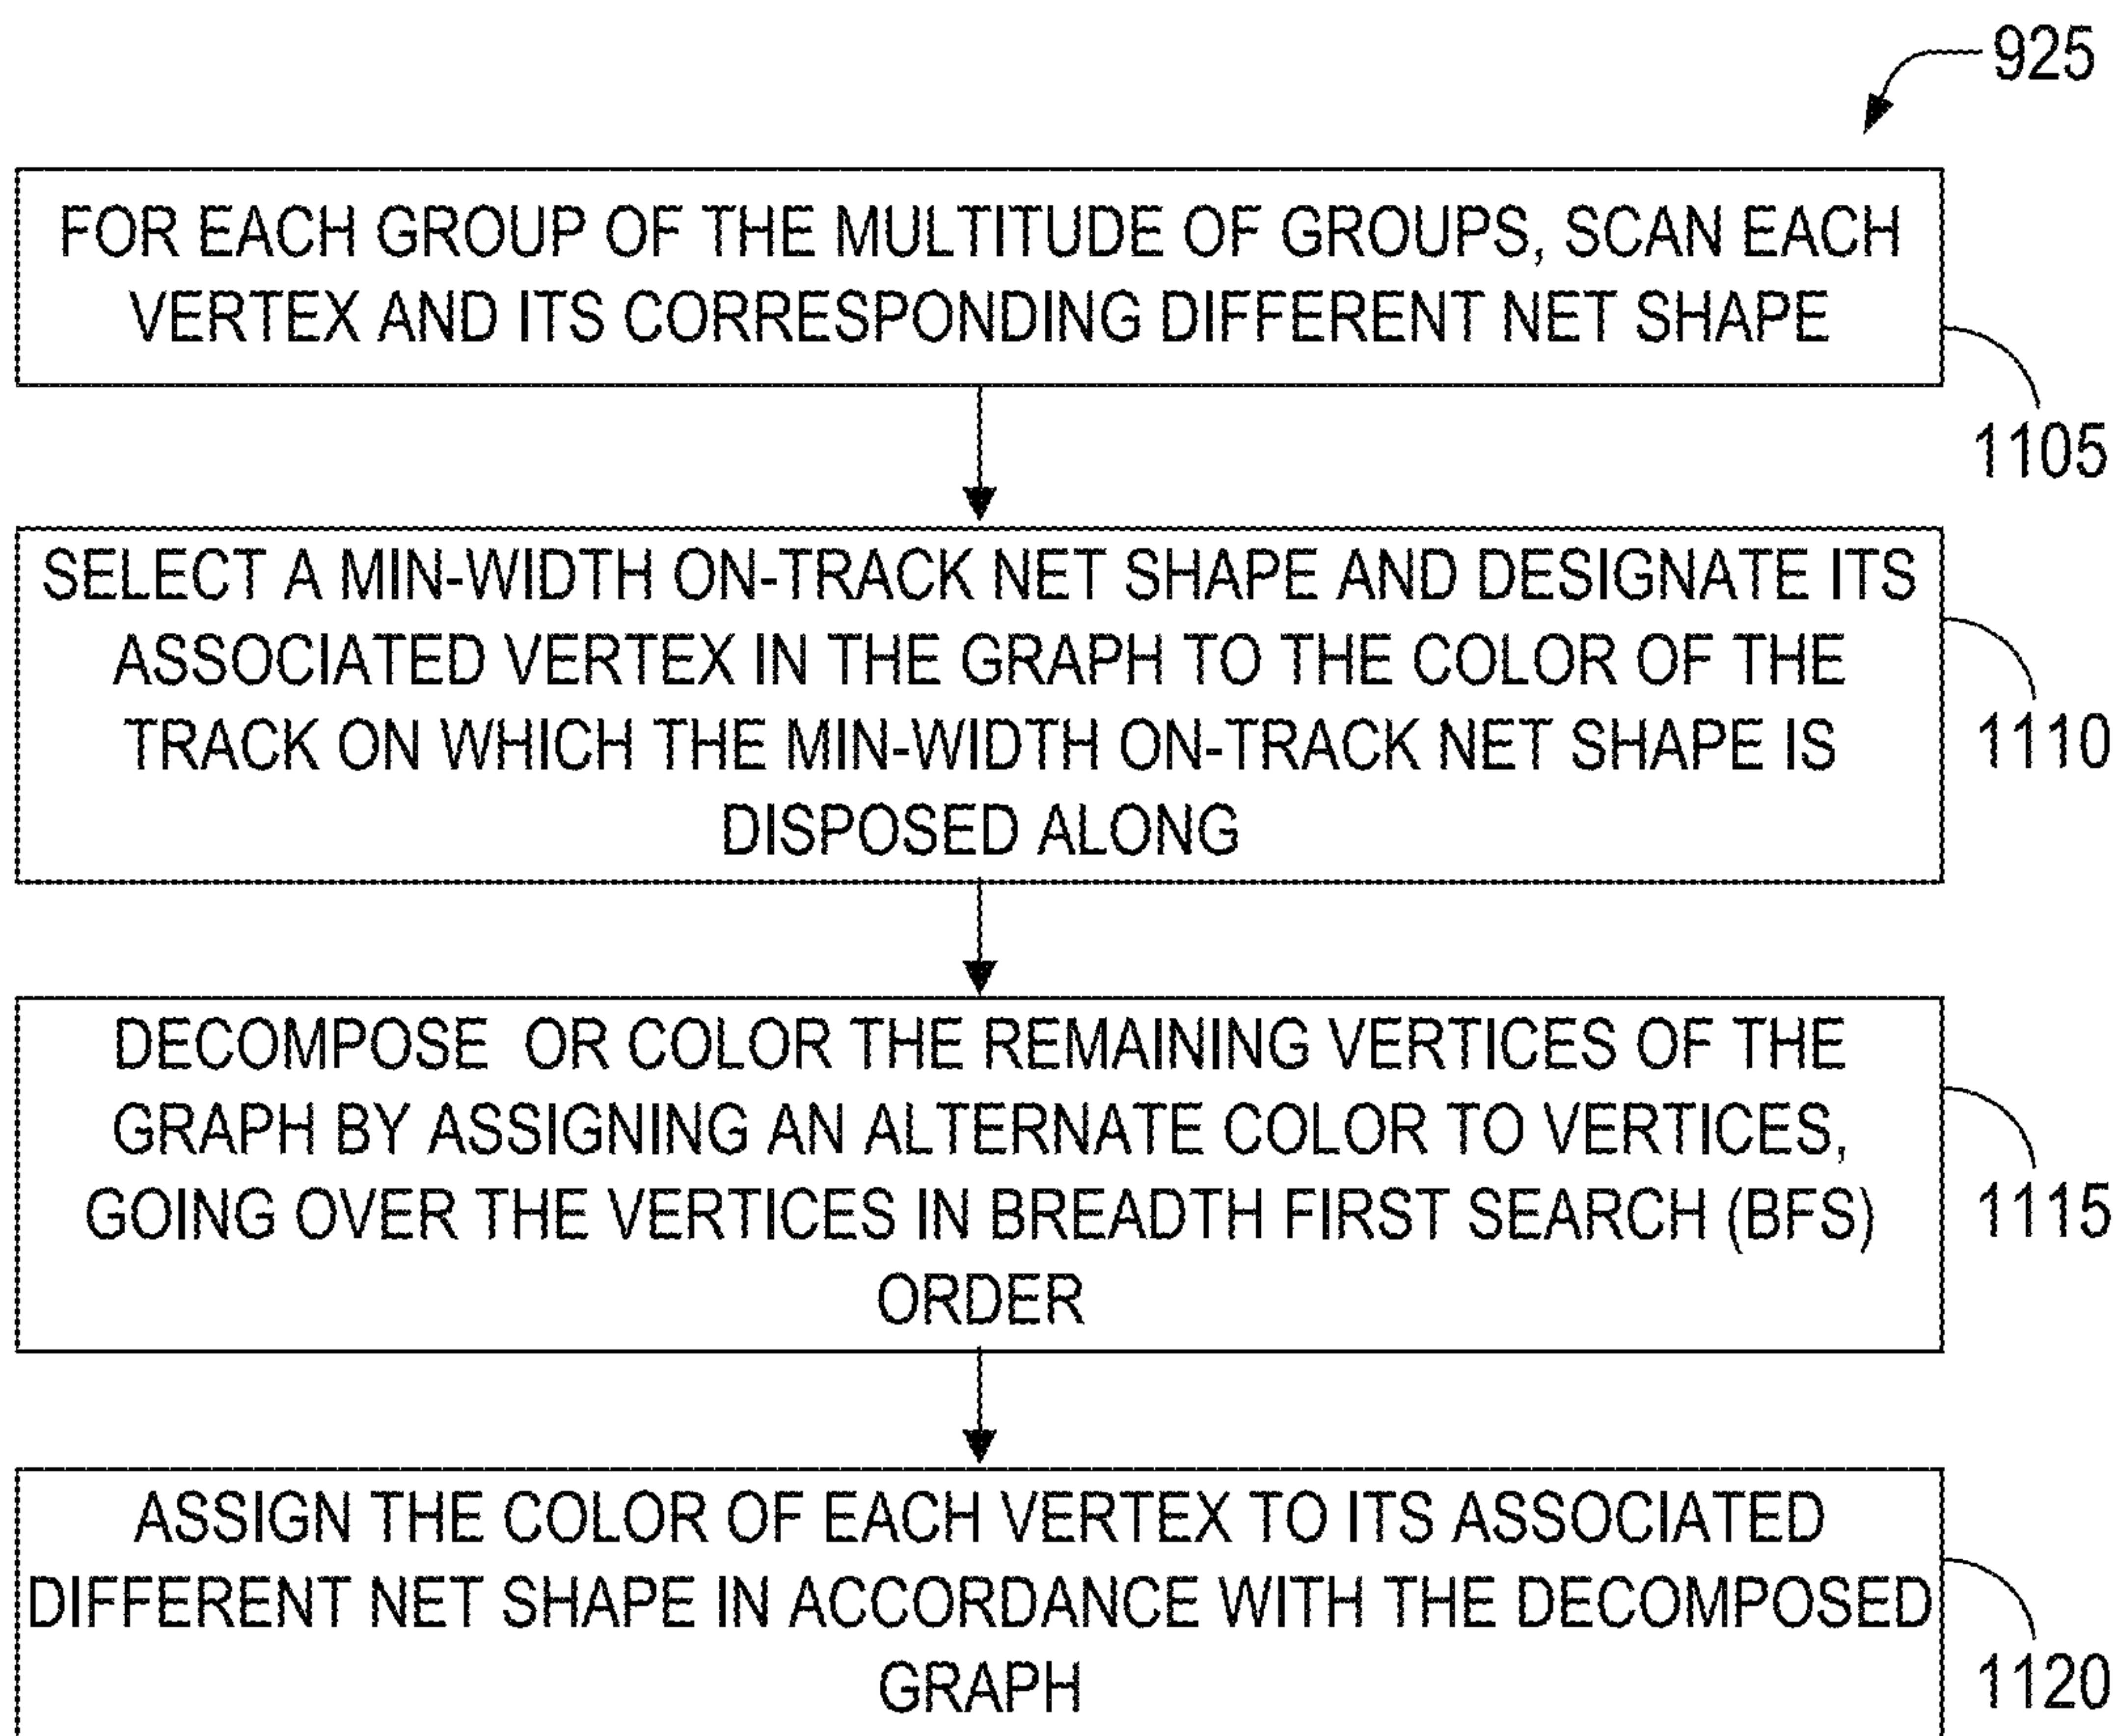 925
FOR EACH GROUP OF THE MULTITUDE OF GROUPS, SCAN EACH
VERTEX AND ITS CORRESPONDING DIFFERENT NET SHAPE
1105
SELECT A MIN-WIDTH ON-TRACK NET SHAPE AND DESIGNATE ITS
ASSOCIATED VERTEX IN THE GRAPH TO THE COLOR OF THE
TRACK ON WHICH THE MIN-WIDTH ON-TRACK NET SHAPE IS
DISPOSED ALONG
1110
DECOMPOSE OR COLOR THE REMAINING VERTICES OF THE
GRAPH BY ASSIGNING AN ALTERNATE COLOR TO VERTICES,
GOING OVER THE VERTICES IN BREADTH FIRST SEARCH (BFS)
ORDER
1115
ASSIGN THE COLOR OF EACH VERTEX TO ITS ASSOCIATED
DIFFERENT NET SHAPE IN ACCORDANCE WITH THE DECOMPOSED
GRAPH
1120